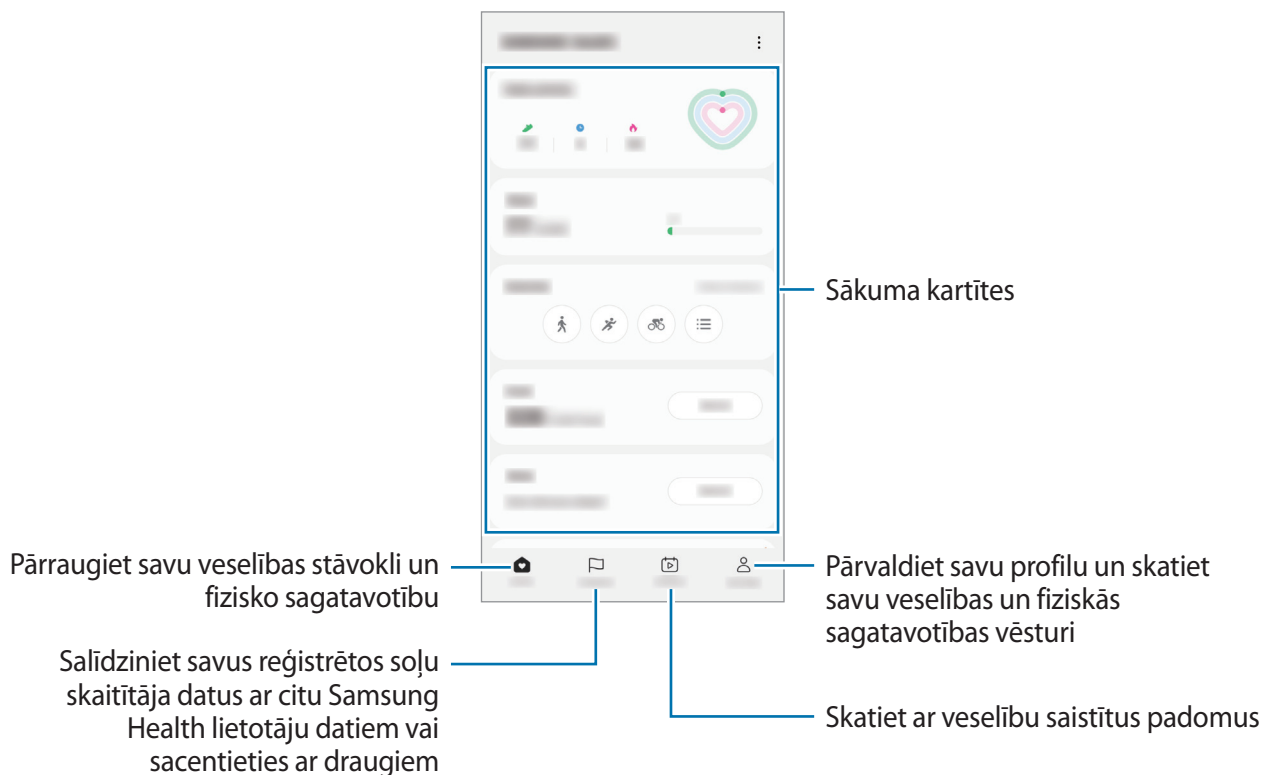 Sākuma kartītes
Pārraugiet savu veselības stāvokli un
fizisko sagatavotību
Pārvaldiet savu profilu un skatiet
savu veselības un fiziskās
sagatavotības vēsturi
Salīdziniet savus reģistrētos soļu
skaitītāja datus ar citu Samsung
Health lietotāju datiem vai
sacentieties ar draugiem
Skatiet ar veselību saistītus padomus